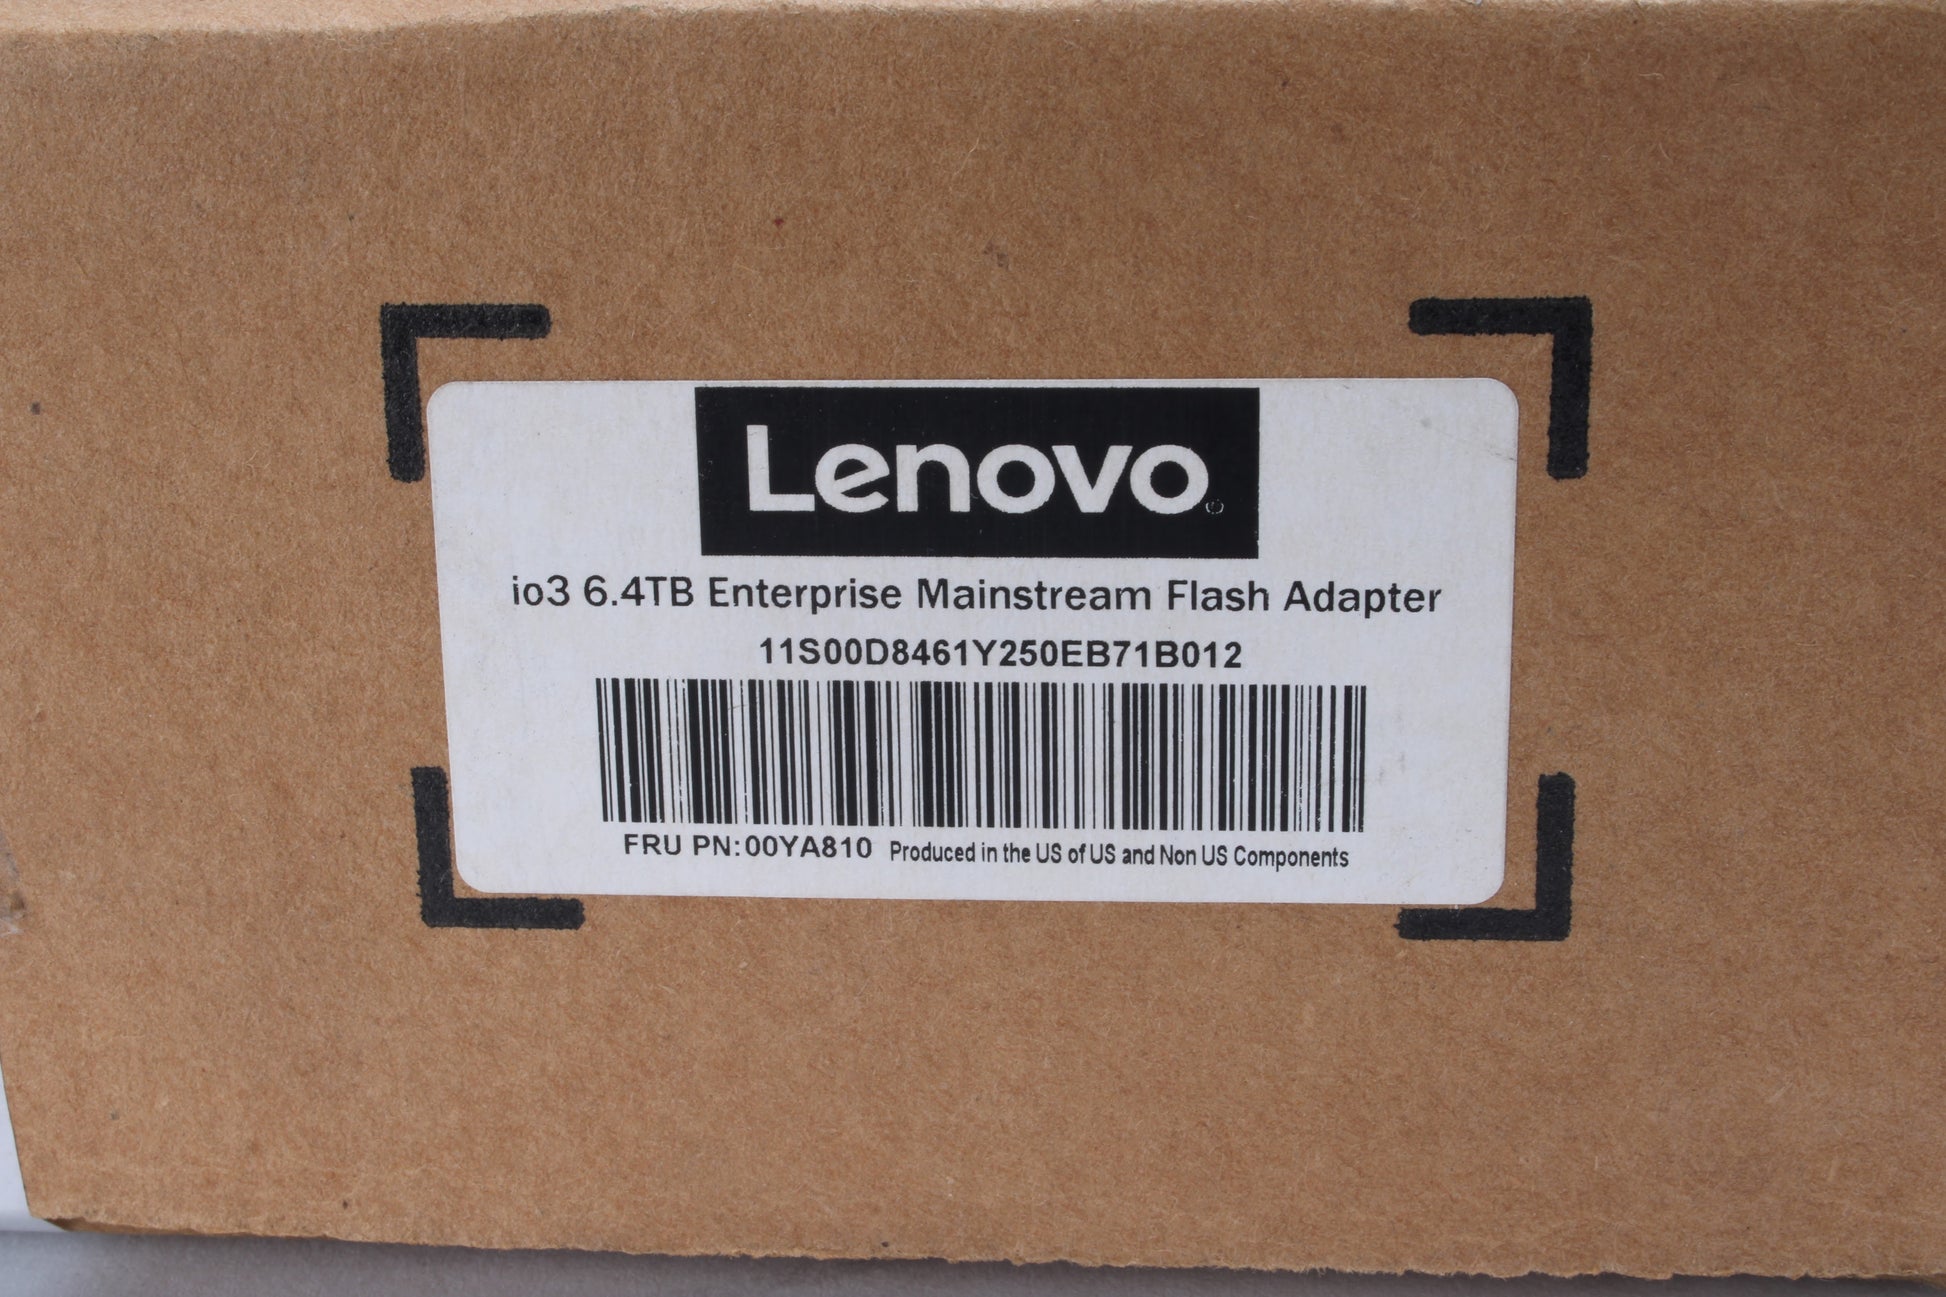 Lenovo
io3 6.4TB Enterprise Mainstream Flash Adapter
11S00D8461Y250EB71B012
FRU PN:00YA810 Produced in the US of US and Non US Components